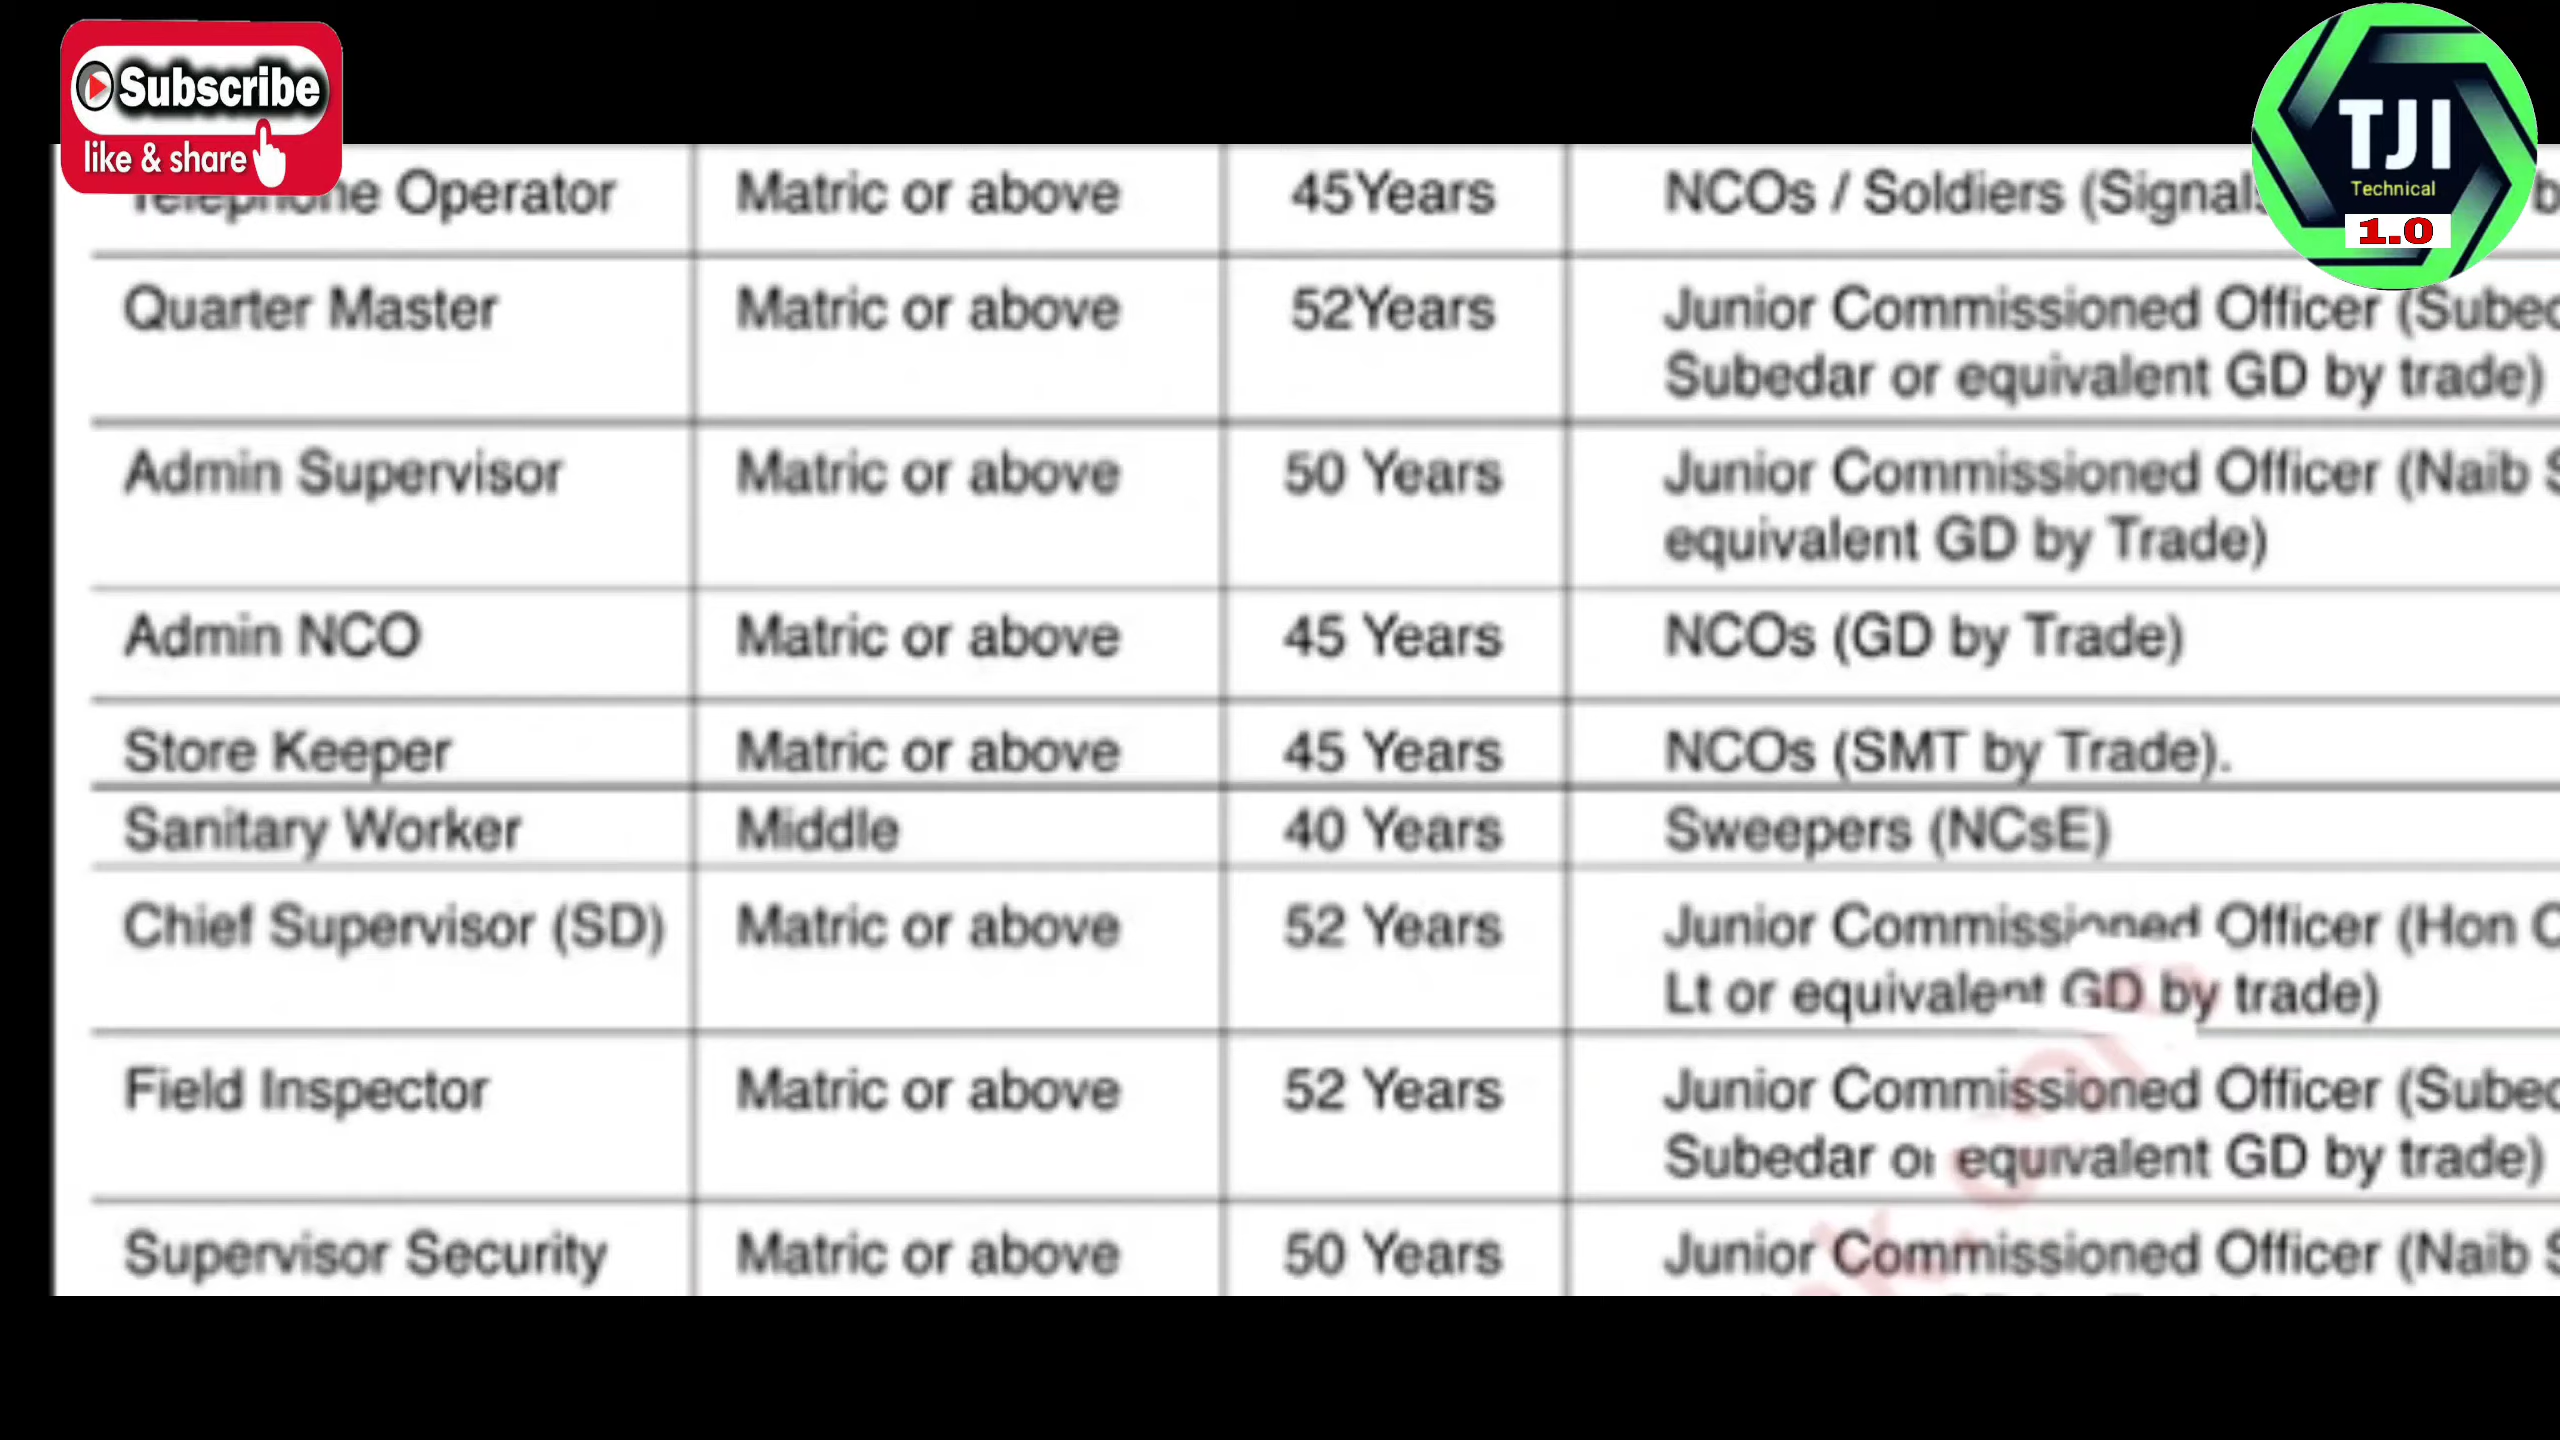 Subscribe
like & share
TJI
Technical
1.0
Telephone Operator Matric or above 45Years NCOs / Soldiers (Signals
Quarter Master Matric or above 52Years Junior Commissioned Officer
Subedar or equivalent GD by trade)
Admin Supervisor Matric or above 50 Years Junior Commissioned Officer (Naib
equivalent GD by Trade)
Admin NCO Matric or above 45 Years NCOs (GD by Trade)
Store Keeper Matric or above 45 Years NCOs (SMT by Trade).
Sanitary Worker Middle 40 Years Sweepers (NCsE)
Chief Supervisor (SD) Matric or above 52 Years Junior Commissioned Officer (Hon
Lt or equivalent GD by trade)
Field Inspector Matric or above 52 Years Junior Commissioned Officer
Subedar or equivalent GD by trade)
Supervisor Security Matric or above 50 Years Junior Commissioned Officer (Naib